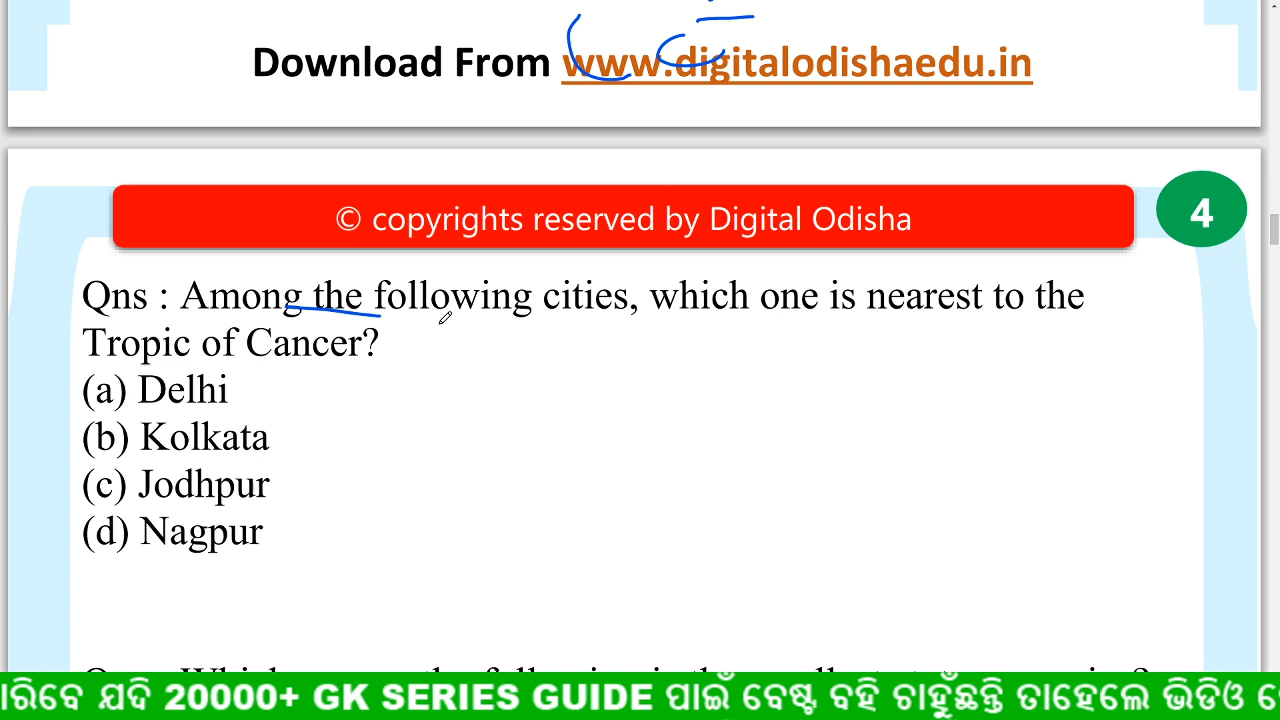 Download From www.digitalodishaedu.in
© copyrights reserved by Digital Odisha
4
Qns : Among the following cities, which one is nearest to the
Tropic of Cancer?
(a) Delhi
(b) Kolkata
(c) Jodhpur
(d) Nagpur
ାରିବେ ଯଦି 20000+ GK SERIES GUIDE ପାଇଁ ବେଷ୍ଟ ବହି ଚାହୁଁଛନ୍ତି ତାହେଲେ ଭିଡିଓ